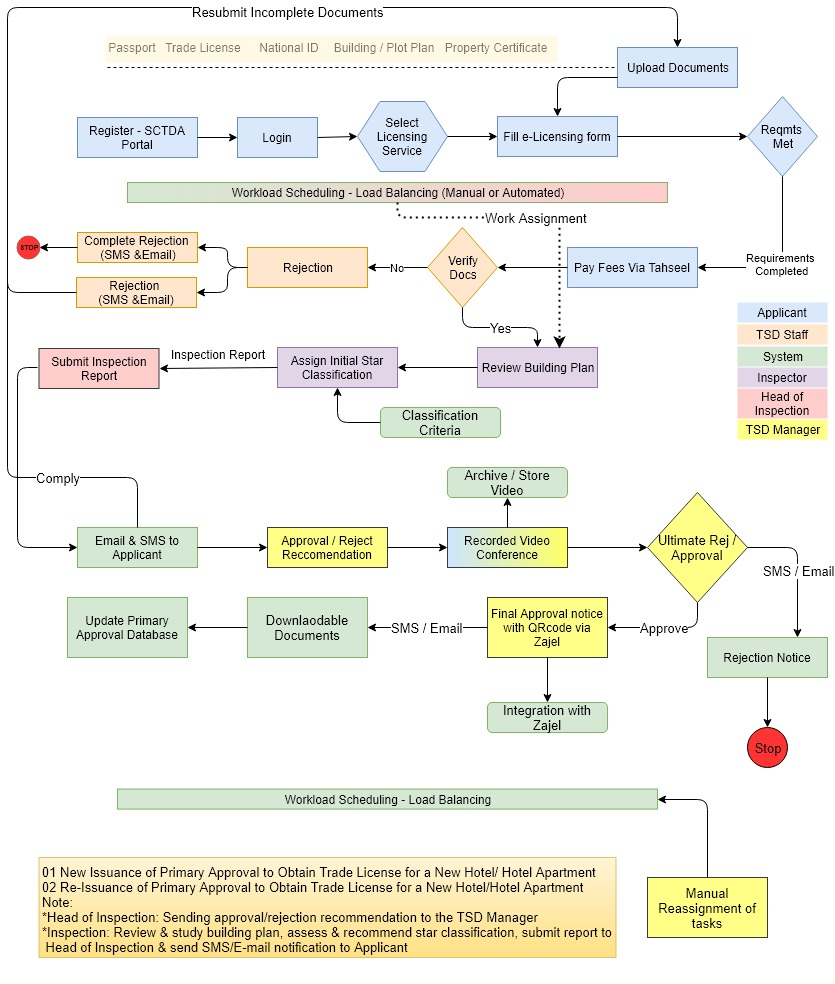 Resubmit Incomplete Documents
Passport Trade License National ID Building / Plot Plan Property Certificate
Upload Documents
Register - SCTDA
Portal
Login
Select
Licensing
Service
Fill e-Licensing form
Reqmts
Met
Workload Scheduling - Load Balancing (Manual or Automated)
Work Assignment
STOP
Complete Rejection
(SMS &Email)
Rejection
(SMS &Email)
Rejection
No
Verify
Docs
Pay Fees Via Tahseel
Requirements
Completed
Yes
Applicant
TSD Staff
System
Inspector
Head of
Inspection
TSD Manager
Submit Inspection
Report
Inspection Report
Assign Initial Star
Classification
Review Building Plan
Classification
Criteria
Comply
Archive / Store
Video
Email & SMS to
Applicant
Approval / Reject
Reccomendation
Recorded Video
Conference
Ultimate Rej /
Approval
SMS / Email
Update Primary
Approval Database
Downlaodable
Documents
SMS / Email
Final Approval notice
with QRcode via
Zajel
Approve
Rejection Notice
Integration with
Zajel
Stop
Workload Scheduling - Load Balancing
Manual
Reassignment of
tasks
01 New Issuance of Primary Approval to Obtain Trade License for a New Hotel/ Hotel Apartment
02 Re-Issuance of Primary Approval to Obtain Trade License for a New Hotel/Hotel Apartment
Note:
*Head of Inspection: Sending approval/rejection recommendation to the TSD Manager
*Inspection: Review & study building plan, assess & recommend star classification, submit report to
Head of Inspection & send SMS/E-mail notification to Applicant